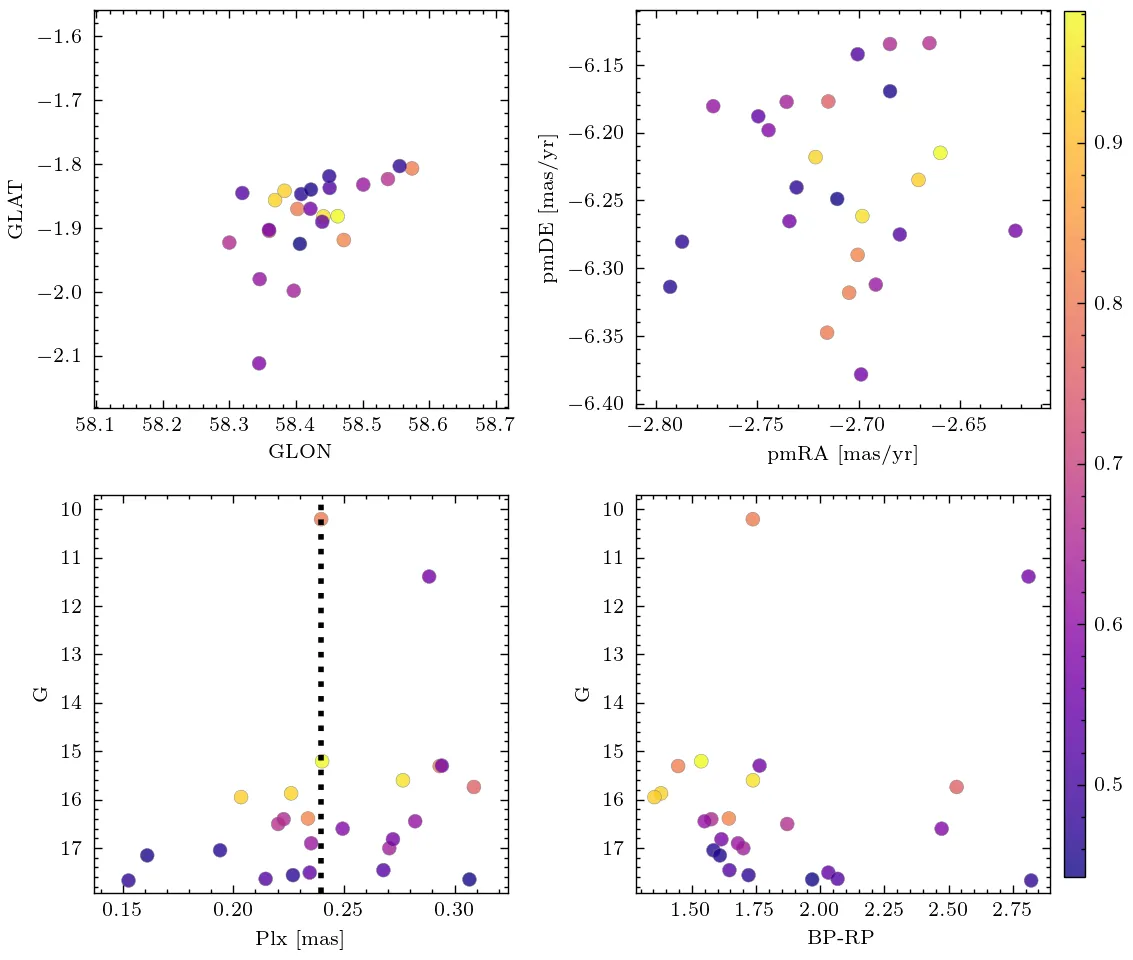 −1.6
−1.7
−1.8
−1.9
−2.0
−2.1
GLAT
58.1 58.2 58.3 58.4 58.5 58.6 58.7
GLON
−6.15
−6.20
−6.25
−6.30
−6.35
−6.40
pmDE [mas/yr]
−2.80 −2.75 −2.70 −2.65
pmRA [mas/yr]
0.9
0.8
0.7
0.6
0.5
10
11
12
13
14
15
16
17
G
0.15 0.20 0.25 0.30
Plx [mas]
10
11
12
13
14
15
16
17
G
1.50 1.75 2.00 2.25 2.50 2.75
BP-RP